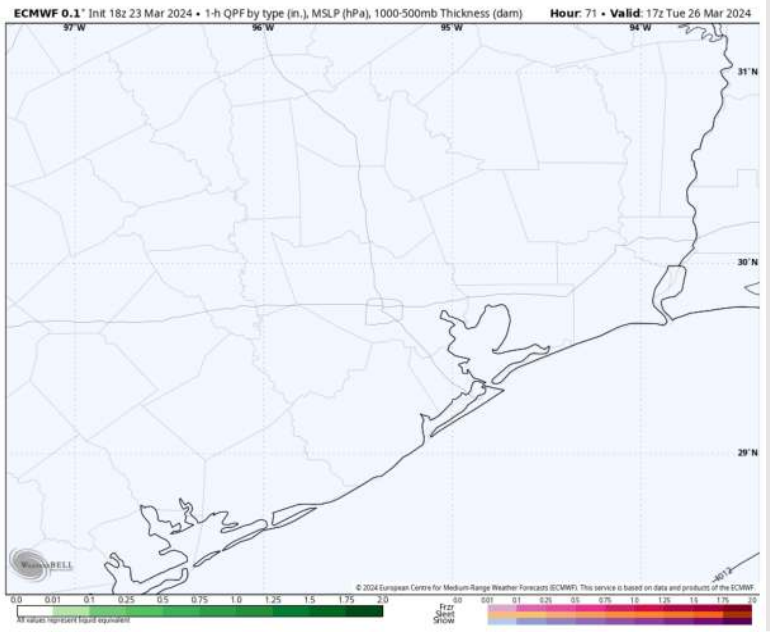 ECMWF 0.1° Init 18z 23 Mar 2024 • 1-h QPF by type (in.), MSLP (hPa), 1000-500mb Thickness (dam) Hour: 71 • Valid: 17z Tue 26 Mar 2024
97°W 96°W 95°W 94°W
31°N
30°N
29°N
WeatherBELL
1012
© 2024 European Centre for Medium-Range Weather Forecasts (ECMWF). This service is based on data and products of the ECMWF
0.0 0.01 0.1 0.25 0.5 0.75 1.0 1.25 1.5 1.75 2.0
All values represent liquid equivalent
0.0 0.01 0.1 0.25 0.5 0.75 1.0 1.25 1.5 1.75 2.0
Frzr
Sleet
Snow